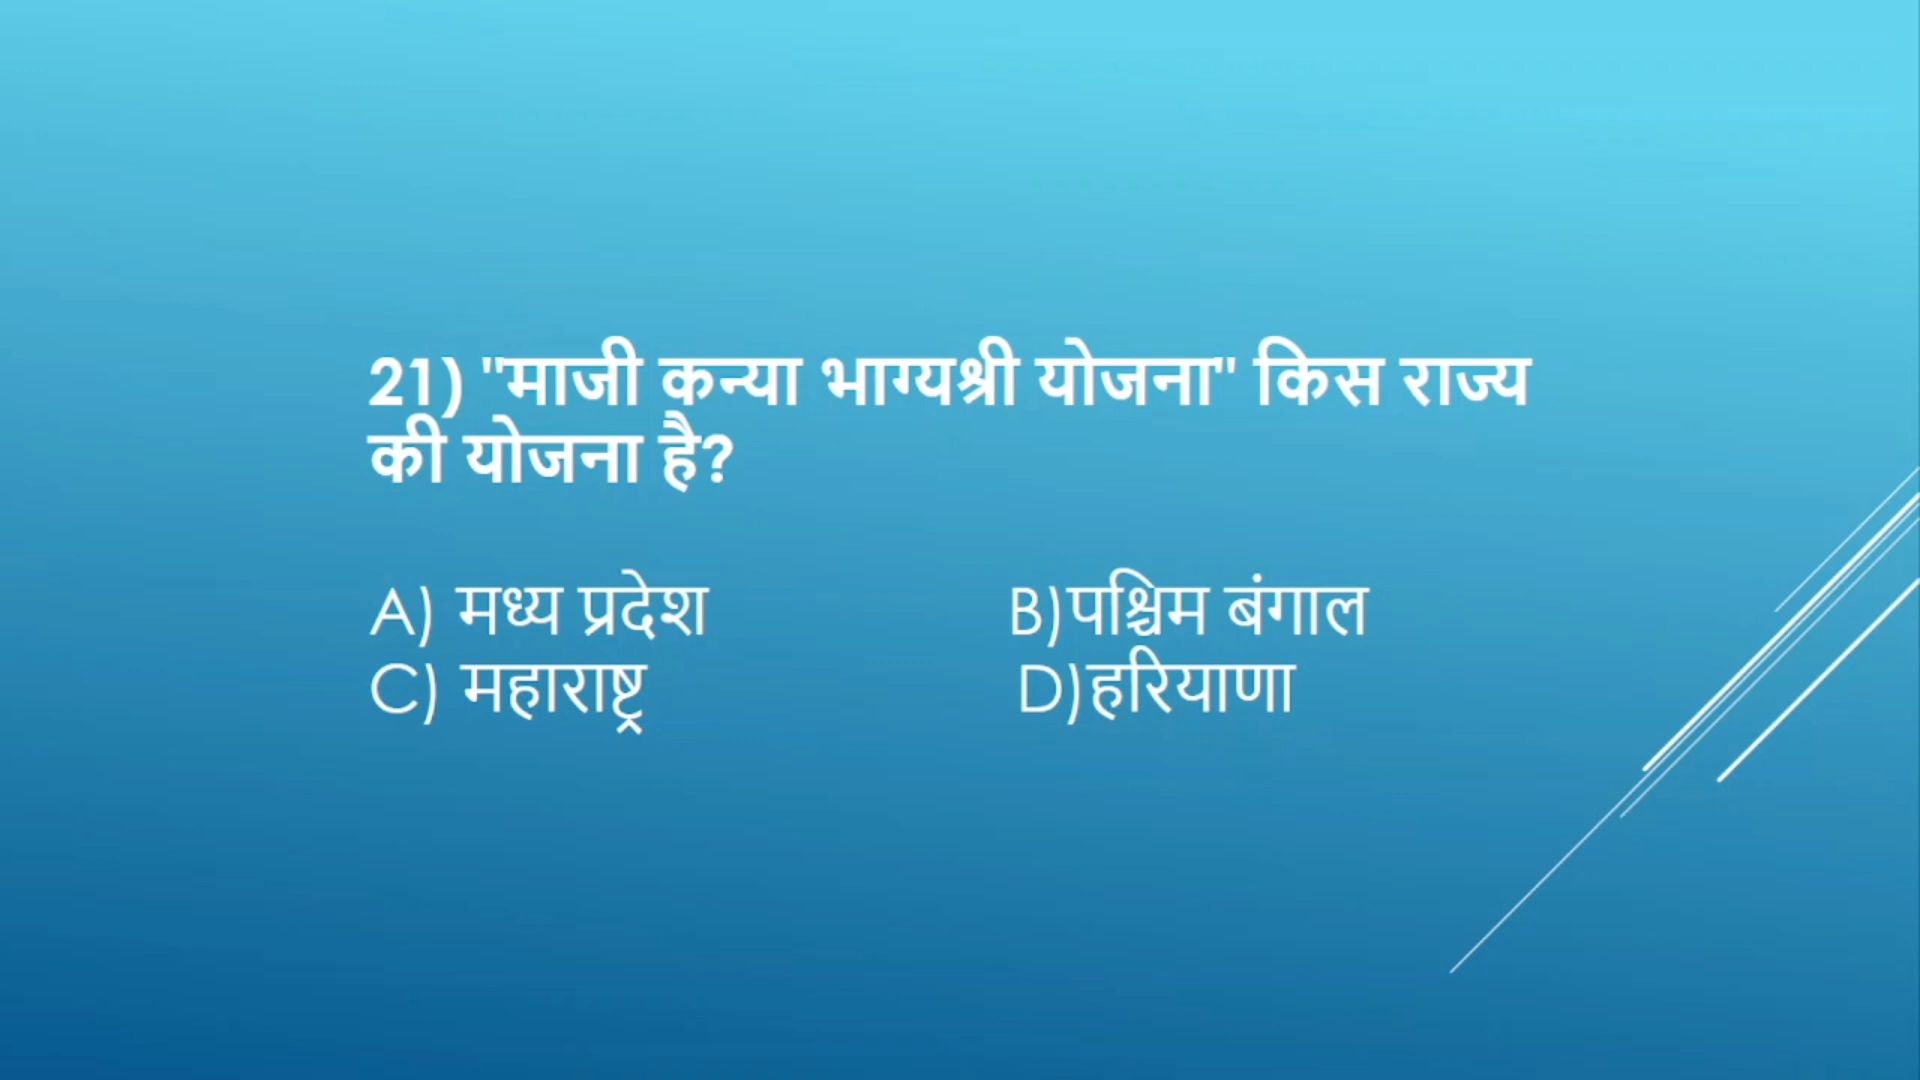 21) "माजी कन्या भाग्यश्री योजना" किस राज्य
की योजना है?
A) मध्य प्रदेश B)पश्चिम बंगाल
C) महाराष्ट्र D)हरियाणा